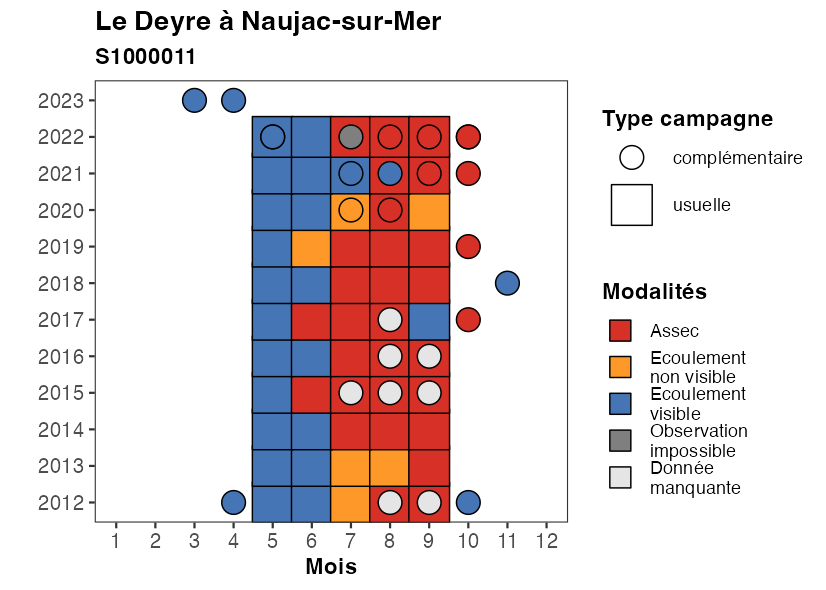 Le Deyre à Naujac-sur-Mer
S1000011
2023
2022
2021
2020
2019
2018
2017
2016
2015
2014
2013
2012
1 2 3 4 5 6 7 8 9 10 11 12
Mois
Type campagne
complémentaire
usuelle
Modalités
Assec
Ecoulement
non visible
Ecoulement
visible
Observation
impossible
Donnée
manquante